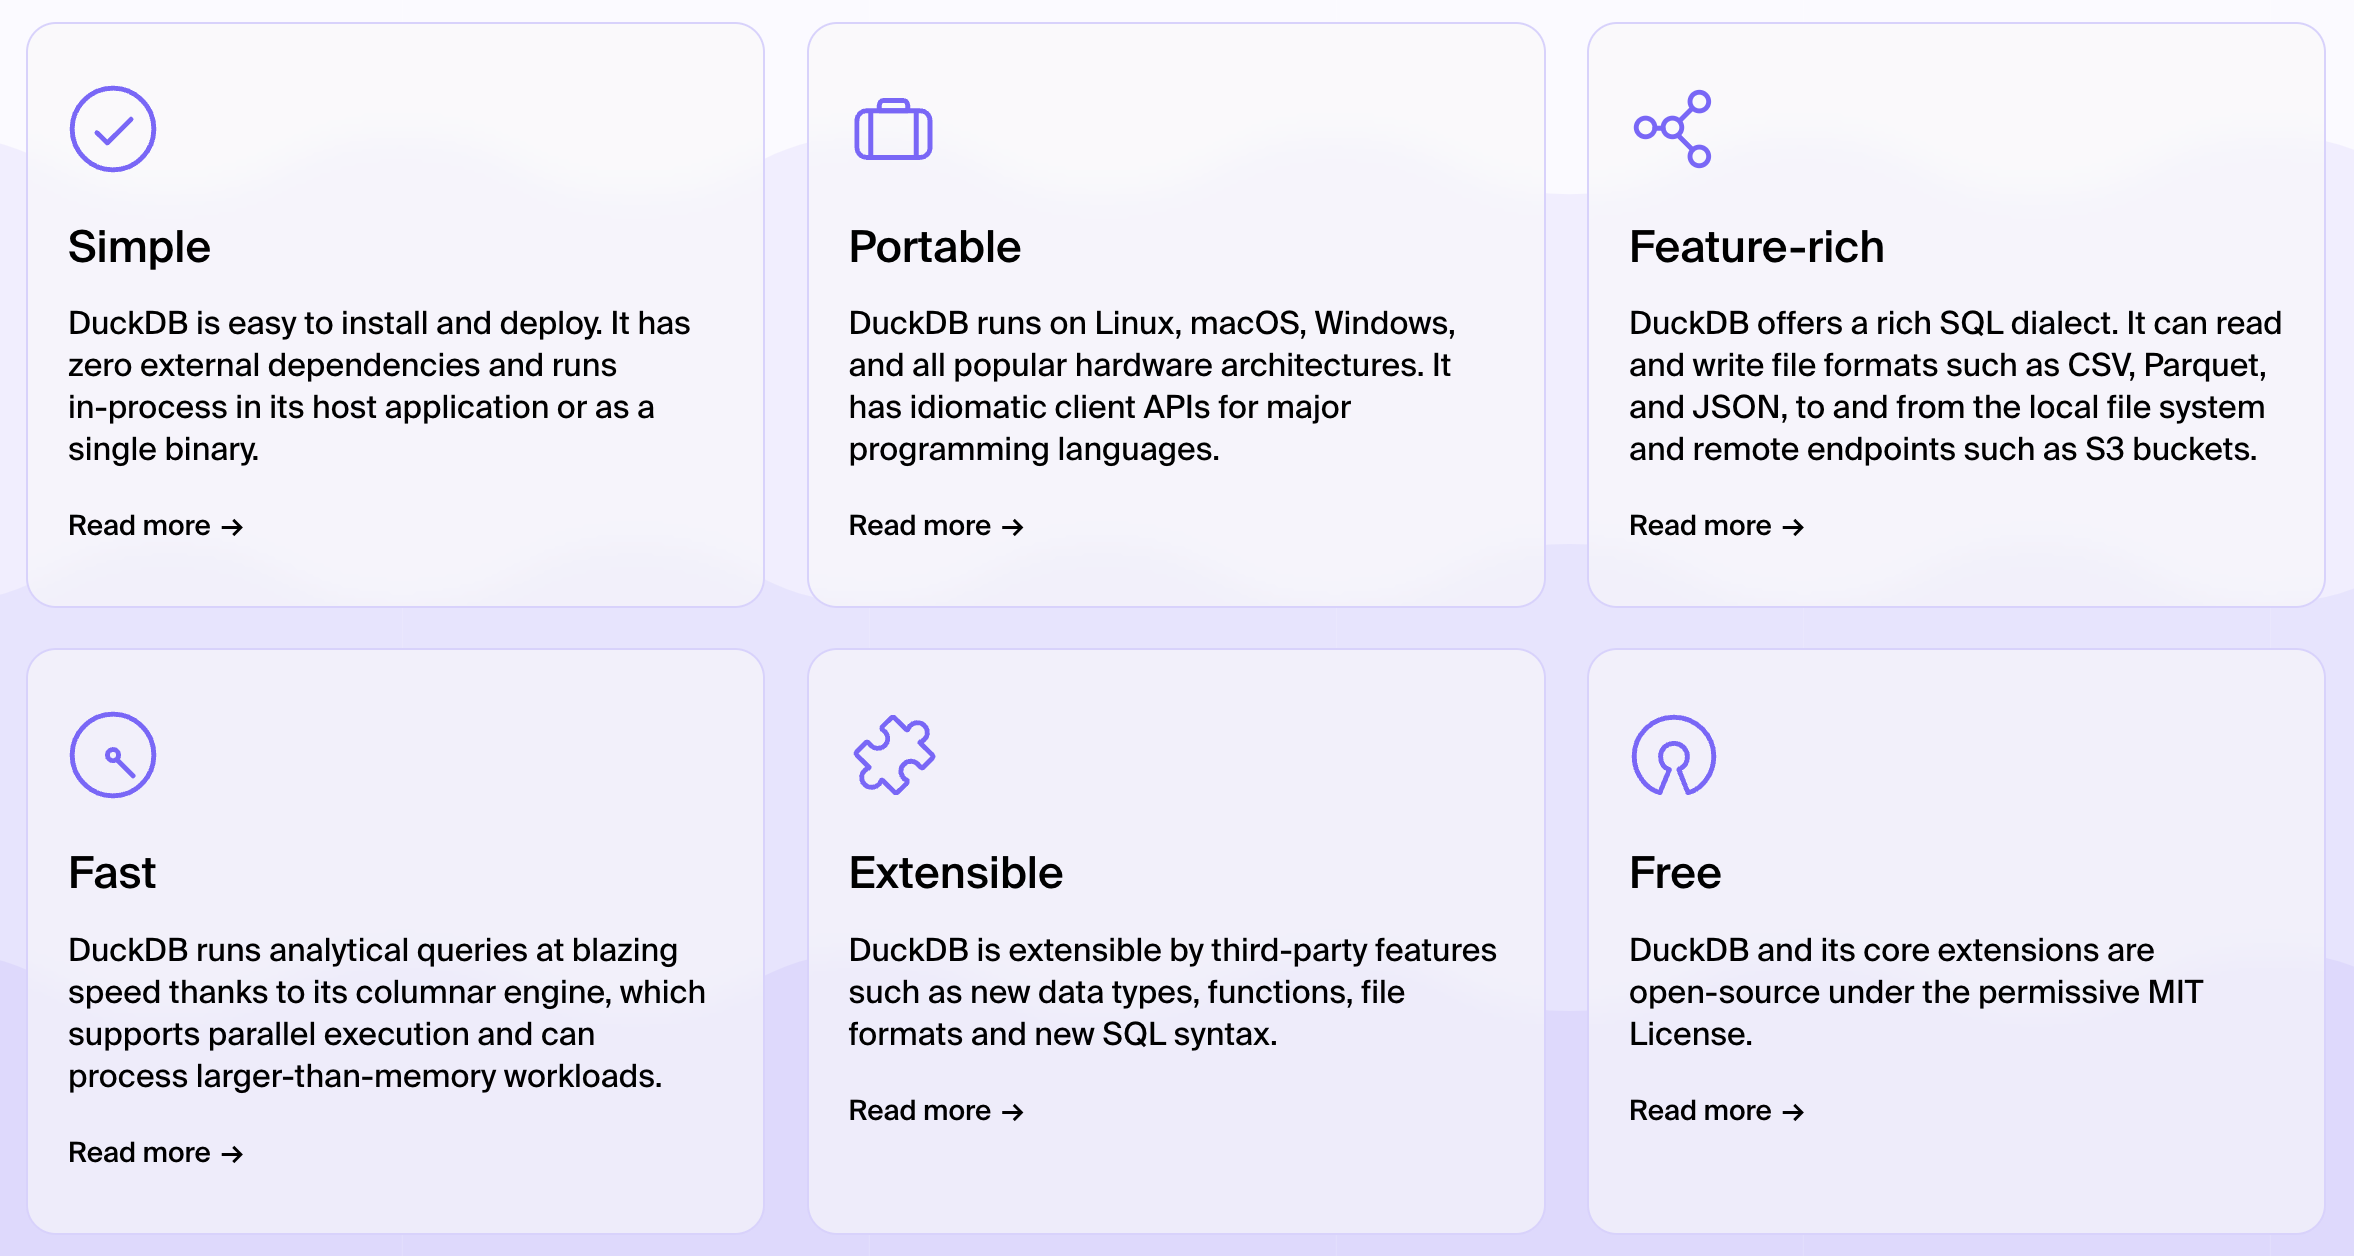 Simple
DuckDB is easy to install and deploy. It has
zero external dependencies and runs
in-process in its host application or as a
single binary.
Read more →
Portable
DuckDB runs on Linux, macOS, Windows,
and all popular hardware architectures. It
has idiomatic client APIs for major
programming languages.
Read more →
Feature-rich
DuckDB offers a rich SQL dialect. It can read
and write file formats such as CSV, Parquet,
and JSON, to and from the local file system
and remote endpoints such as S3 buckets.
Read more →
Fast
DuckDB runs analytical queries at blazing
speed thanks to its columnar engine, which
supports parallel execution and can
process larger-than-memory workloads.
Read more →
Extensible
DuckDB is extensible by third-party features
such as new data types, functions, file
formats and new SQL syntax.
Read more →
Free
DuckDB and its core extensions are
open-source under the permissive MIT
License.
Read more →